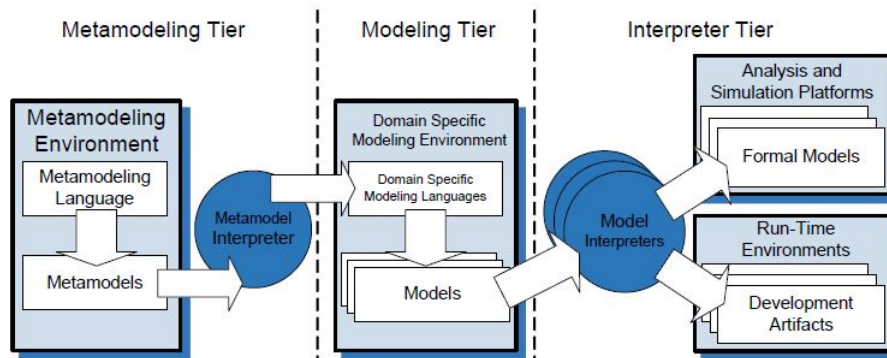 Metamodeling Tier
Modeling Tier
Interpreter Tier
Metamodeling
Environment
Metamodeling
Language
Metamodels
Metamodel
Interpreter
Domain Specific
Modeling Environment
Domain Specific
Modeling Languages
Models
Model
Interpreters
Analysis and
Simulation Platforms
Formal Models
Run-Time
Environments
Development
Artifacts